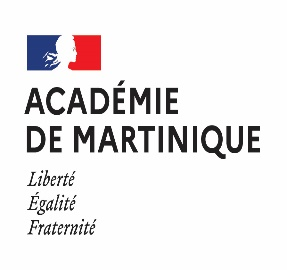 ACADÉMIE
DE MARTINIQUE
Liberté
Égalité
Fraternité